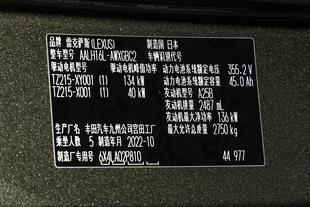 品牌 雷克萨斯(LEXUS) 制造国 日本
型号 AALH16L-AWXGBC2 车辆识别代号
驱动电机型号 驱动电机峰值功率 动力电池系统额定电压 355.2 V
TZ215-XY001 (1) 134 kW 动力电池系统额定容量 45.0 Ah
TZ215-X001 (1) 40 kW 发动机型号 A25B
发动机排量 2487 mL
发动机最大净功率 136 kW
生产厂名 丰田汽车九州公司宫田工厂 最大允许总质量 2750 kg
乘坐人数 5 制造年月 2022-10
制造厂专用号 6X4LA02P810 44 977